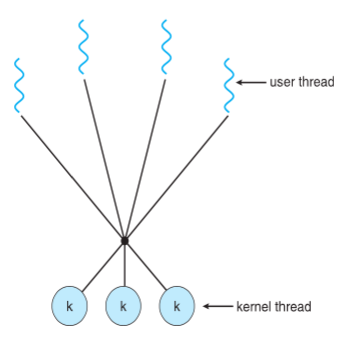 user thread
k k k
kernel thread